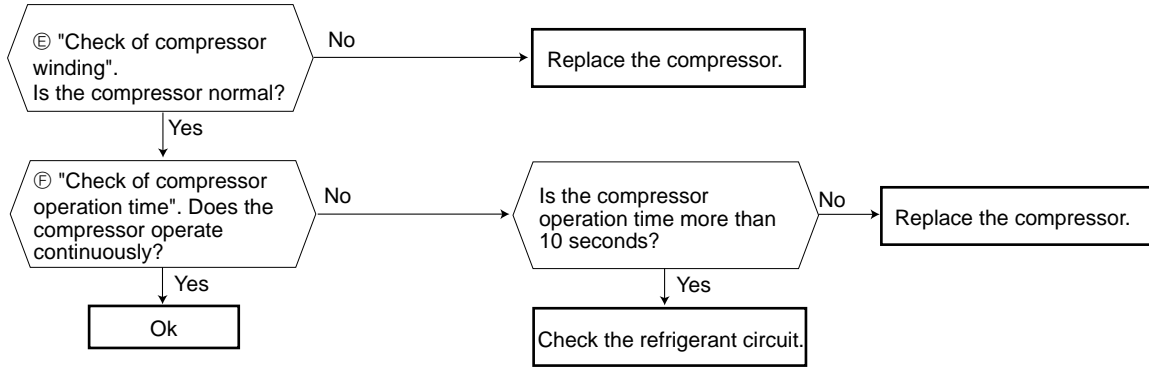 Ⓔ "Check of compressor
winding".
Is the compressor normal?
No
Replace the compressor.
Yes
Ⓕ "Check of compressor
operation time". Does the
compressor operate
continuously?
No
Is the compressor
operation time more than
10 seconds?
No
Replace the compressor.
Yes
Ok
Yes
Check the refrigerant circuit.